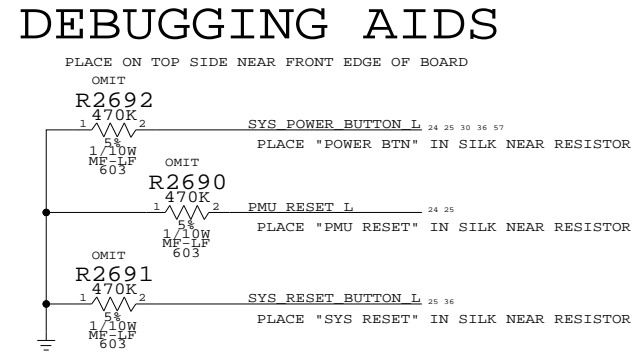 DEBUGGING AIDS
PLACE ON TOP SIDE NEAR FRONT EDGE OF BOARD
OMIT
R2692
470K
1 2
5%
1/10W
MF-LF
603
SYS_POWER_BUTTON_L 24 25 30 36 57
PLACE "POWER BTN" IN SILK NEAR RESISTOR
OMIT
R2690
470K
1 2
5%
1/10W
MF-LF
603
PMU_RESET_L 24 25
PLACE "PMU RESET" IN SILK NEAR RESISTOR
OMIT
R2691
470K
1 2
5%
1/10W
MF-LF
603
SYS_RESET_BUTTON_L 25 36
PLACE "SYS RESET" IN SILK NEAR RESISTOR